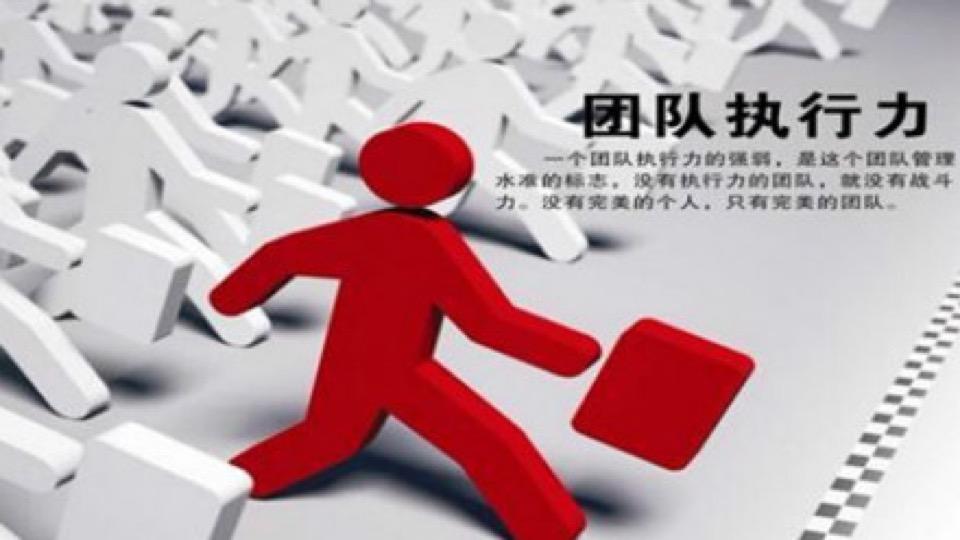 团队执行力
一个团队执行力的强弱，是这个团队管理
水准的标志，没有执行力的团队，就没有战斗
力。没有完美的个人，只有完美的团队。